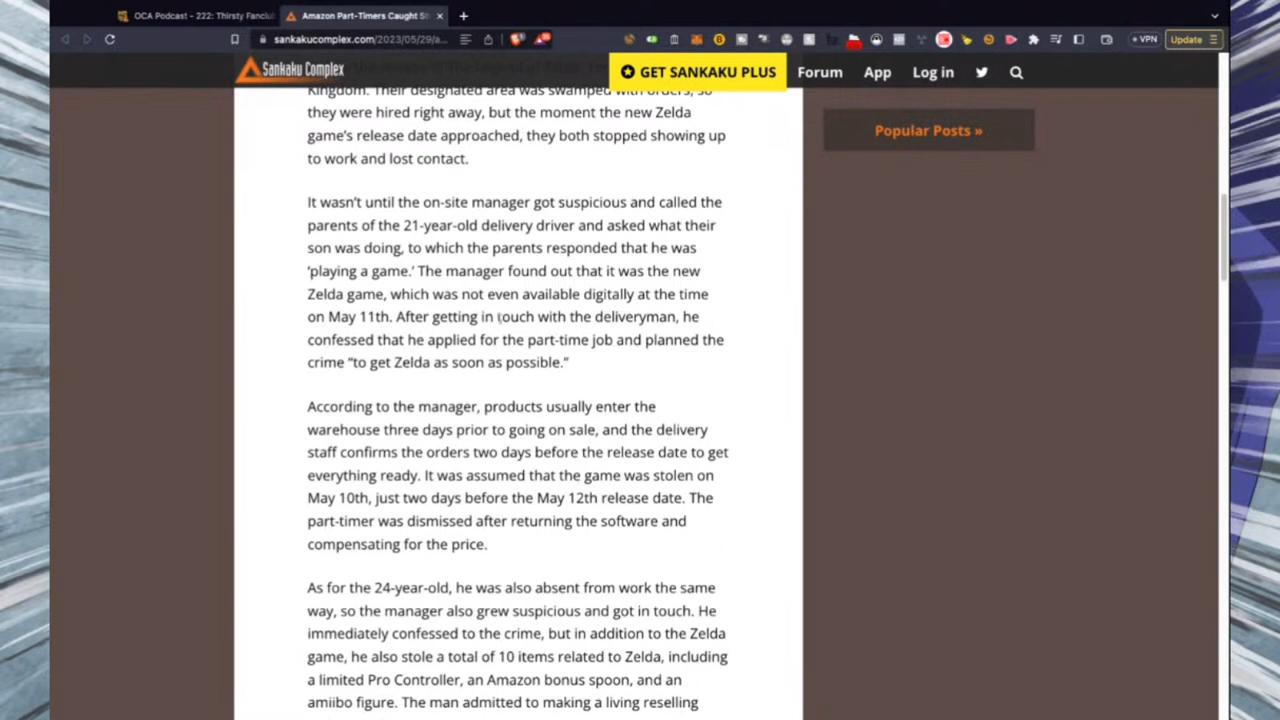 OCA Podcast - 222: Thirsty Fanclu
Amazon Part-Timers Caught St
sankakucomplex.com/2023/05/29/a...
VPN
Update
Sankaku Complex
GET SANKAKU PLUS
Forum
App
Log in
Kingdom. Their designated area was swamped with orders, so
they were hired right away, but the moment the new Zelda
game's release date approached, they both stopped showing up
to work and lost contact.
Popular Posts »
It wasn't until the on-site manager got suspicious and called the
parents of the 21-year-old delivery driver and asked what their
son was doing, to which the parents responded that he was
'playing a game.' The manager found out that it was the new
Zelda game, which was not even available digitally at the time
on May 11th. After getting in touch with the deliveryman, he
confessed that he applied for the part-time job and planned the
crime “to get Zelda as soon as possible.”
According to the manager, products usually enter the
warehouse three days prior to going on sale, and the delivery
staff confirms the orders two days before the release date to get
everything ready. It was assumed that the game was stolen on
May 10th, just two days before the May 12th release date. The
part-timer was dismissed after returning the software and
compensating for the price.
As for the 24-year-old, he was also absent from work the same
way, so the manager also grew suspicious and got in touch. He
immediately confessed to the crime, but in addition to the Zelda
game, he also stole a total of 10 items related to Zelda, including
a limited Pro Controller, an Amazon bonus spoon, and an
amiibo figure. The man admitted to making a living reselling